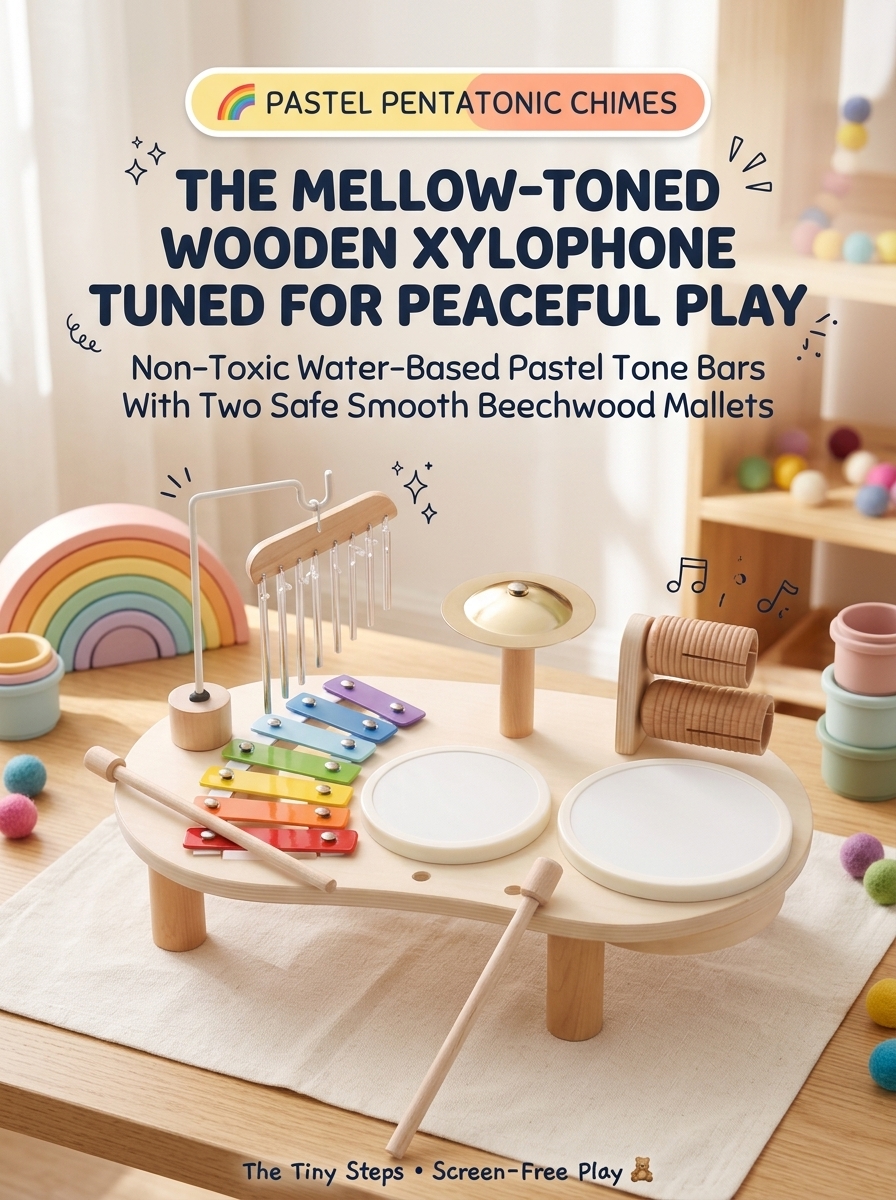 🌈 PASTEL PENTATONIC CHIMES
THE MELLOW-TONED
WOODEN XYLOPHONE
TUNED FOR PEACEFUL PLAY
Non-Toxic Water-Based Pastel Tone Bars
With Two Safe Smooth Beechwood Mallets
The Tiny Steps • Screen-Free Play 🧸